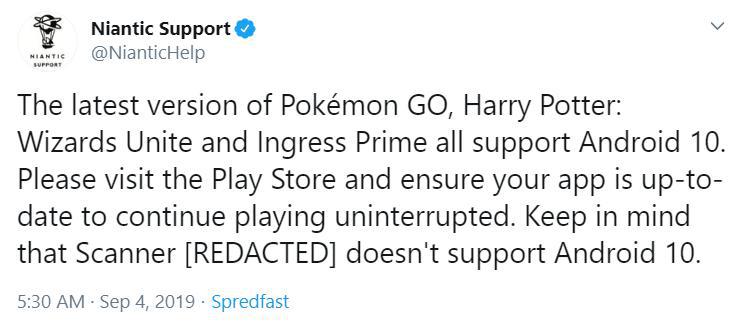 Niantic Support
@NianticHelp
NIANTIC
SUPPORT
The latest version of Pokémon GO, Harry Potter:
Wizards Unite and Ingress Prime all support Android 10.
Please visit the Play Store and ensure your app is up-to-
date to continue playing uninterrupted. Keep in mind
that Scanner [REDACTED] doesn't support Android 10.
5:30 AM · Sep 4, 2019 · Spredfast